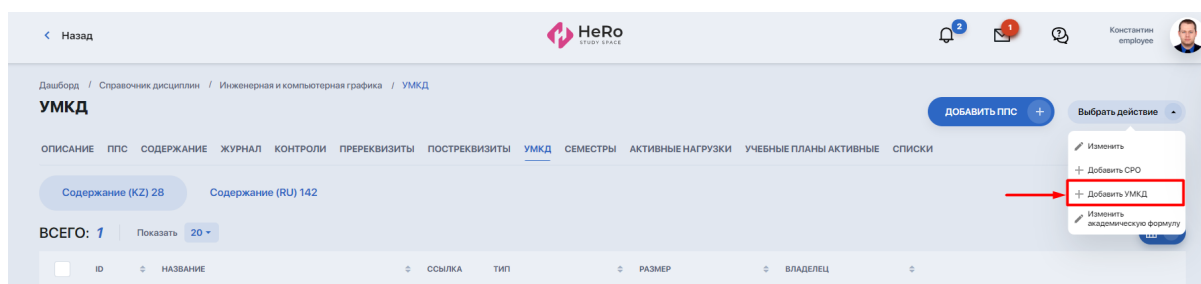 Назад
HeRo
STUDY SPACE
2
1
Константин
employee
Дашборд / Справочник дисциплин / Инженерная и компьютерная графика / УМКД
УМКД
ДОБАВИТЬ ППС +
Выбрать действие
ОПИСАНИЕ ППС СОДЕРЖАНИЕ ЖУРНАЛ КОНТРОЛИ ПРЕРЕКВИЗИТЫ ПОСТРЕКВИЗИТЫ УМКД СЕМЕСТРЫ АКТИВНЫЕ НАГРУЗКИ УЧЕБНЫЕ ПЛАНЫ АКТИВНЫЕ СПИСКИ
Изменить
+ Добавить СРО
+ Добавить УМКД
Изменить
академическую формулу
Содержание (KZ) 28 Содержание (RU) 142
ВСЕГО: 1 Показать 20
ID НАЗВАНИЕ ССЫЛКА ТИП РАЗМЕР ВЛАДЕЛЕЦ